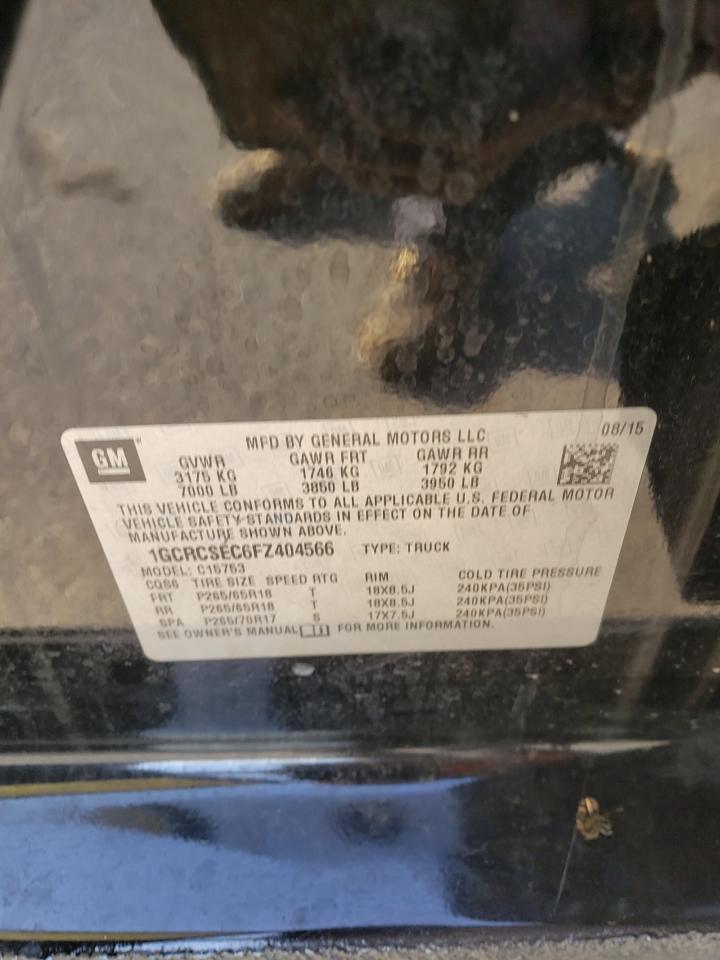 GM
MFD BY GENERAL MOTORS LLC 08/15
GVWR GAWR FRT GAWR RR
3175 KG 1746 KG 1792 KG
7000 LB 3850 LB 3950 LB
THIS VEHICLE CONFORMS TO ALL APPLICABLE U.S. FEDERAL MOTOR
VEHICLE SAFETY STANDARDS IN EFFECT ON THE DATE OF
MANUFACTURE SHOWN ABOVE.
1GCRCSEC6FZ404566 TYPE: TRUCK
MODEL: C15753
CQS6 TIRE SIZE SPEED RTG RIM COLD TIRE PRESSURE
FRT P265/65R18 T 18X8.5J 240KPA(35PSI)
RR P265/65R18 T 18X8.5J 240KPA(35PSI)
SPA P265/70R17 S 17X7.5J 240KPA(35PSI)
SEE OWNER'S MANUAL FOR MORE INFORMATION.